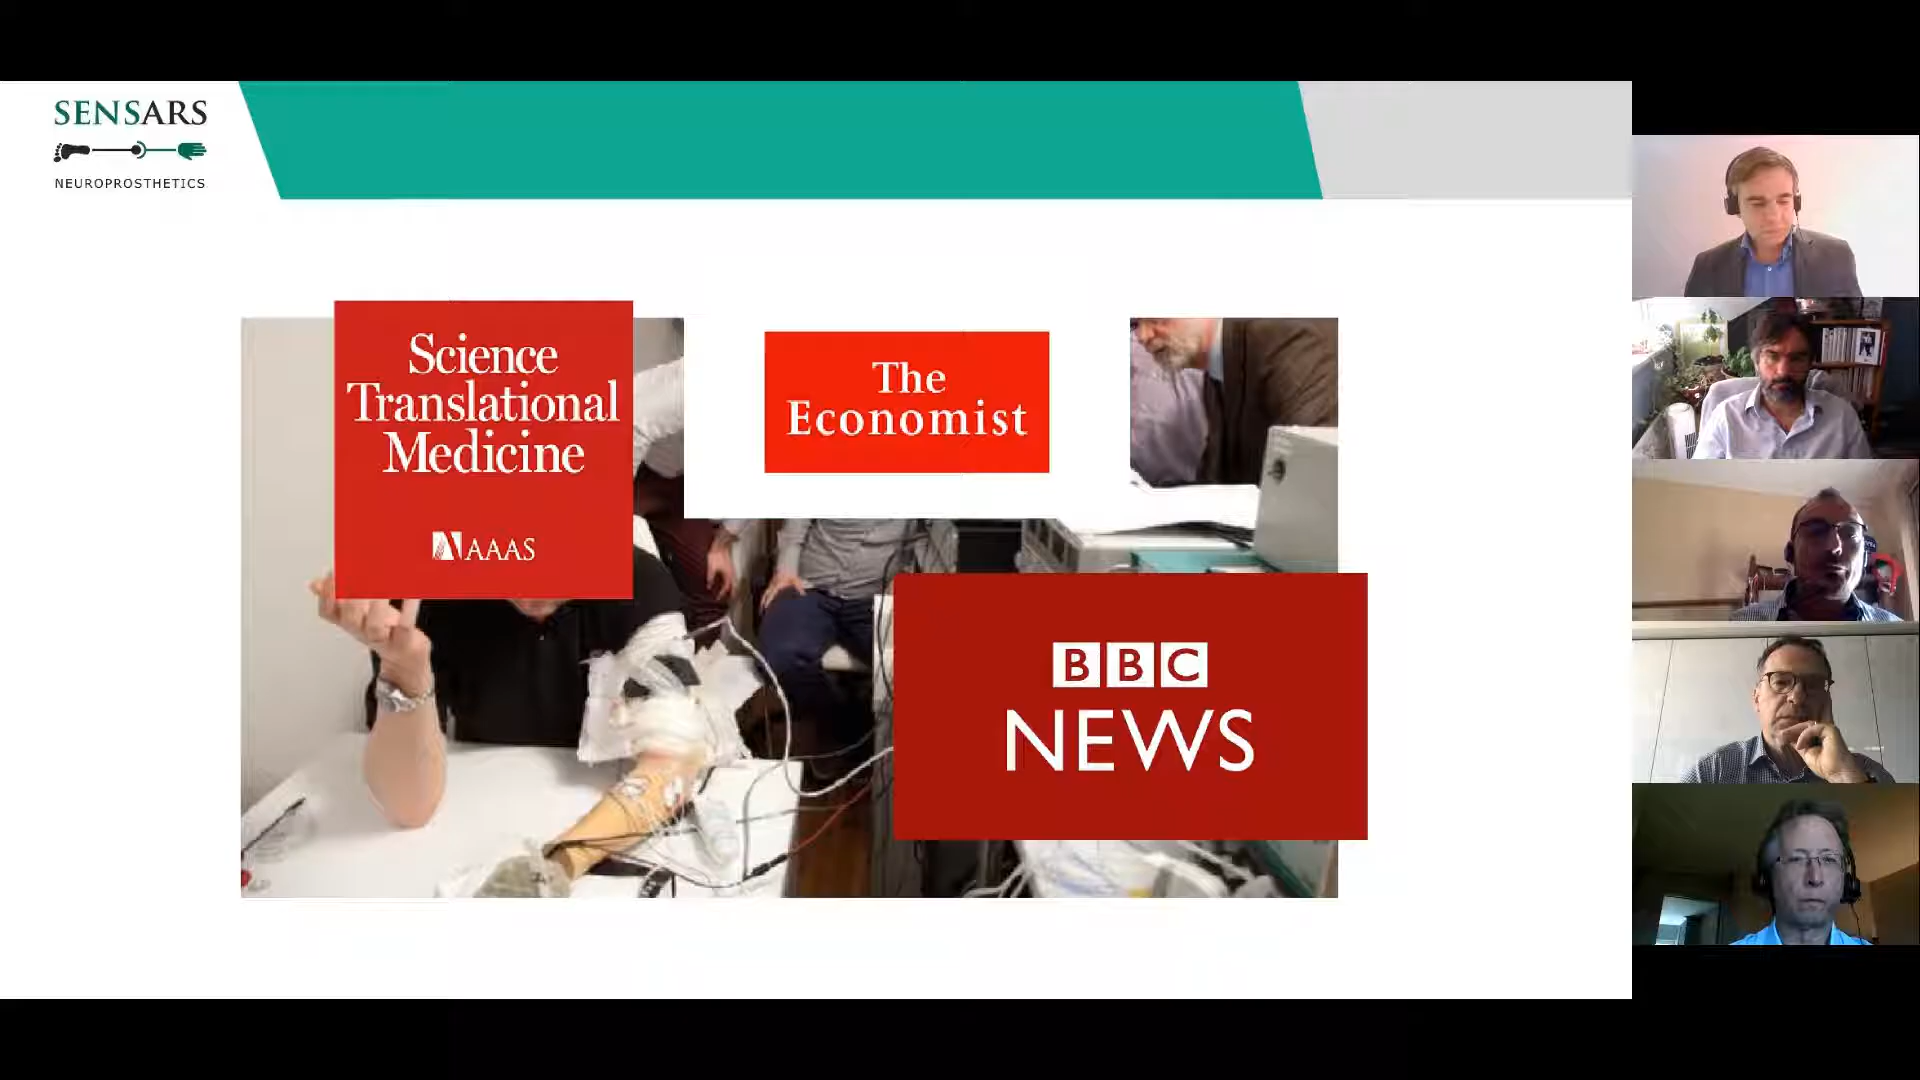 SENSARS
NEUROPROSTHETICS
Science
Translational
Medicine
AAAS
The
Economist
BBC
NEWS